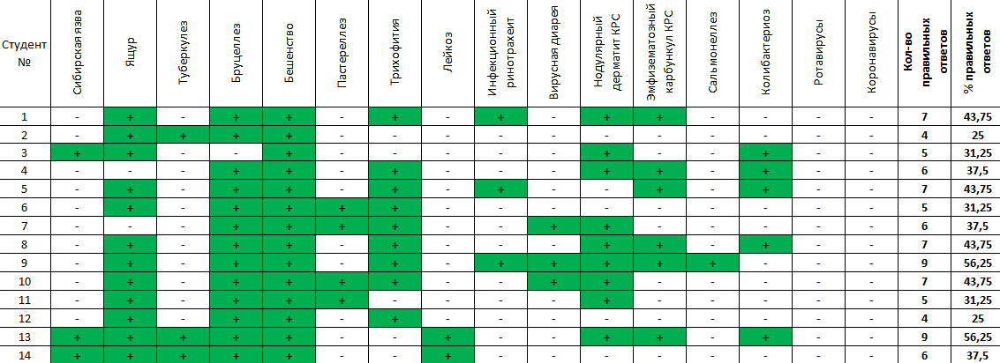 Студент № Сибирская язва Ящур Туберкулез Бруцеллез Бешенство Пастереллез Трихофития Лейкоз Инфекционный ринотрахеит Вирусная диарея Нодулярный дерматит КРС Эмфизематозный карбункул КРС Сальмонеллез Колибактериоз Ротавирусы Коронавирусы Кол-во правильных ответов % правильных ответов
1 - + - + + - + - + - + + - - - - 7 43,75
2 - + + + + - - - - - - - - - - - 4 25
3 + + - - + - - - - - + - - + - - 5 31,25
4 - - - + + - + - - - + + - + - - 6 37,5
5 - + - + + - + - + - - + - + - - 7 43,75
6 - + - + + + + - - - - - - - - - 5 31,25
7 - - - + + + + - - + + - - - - - 6 37,5
8 - + - + + - + - - - + + - + - - 7 43,75
9 - + - + + - + - + + + + + - - - 9 56,25
10 - + - + + + + - - + + - - - - - 7 43,75
11 - + - + + + - - - - + - - - - - 5 31,25
12 - + - + + - + - - - - - - - - - 4 25
13 + + + + + - - + - - + + - + - - 9 56,25
14 + + + + + - - + - - - - - - - - 6 37,5